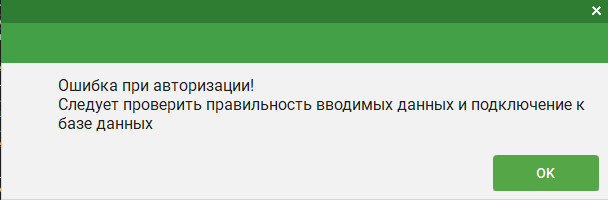 Ошибка при авторизации!
Следует проверить правильность вводимых данных и подключение к
базе данных
OK